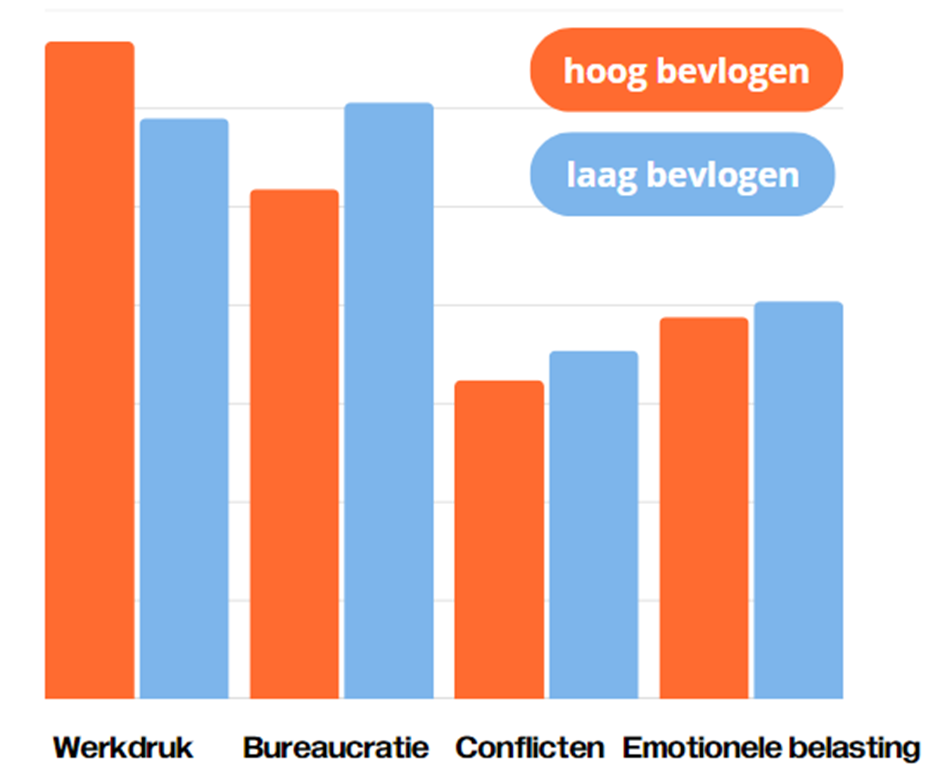 hoog bevlogen
laag bevlogen
Werkdruk Bureaucratie Conflicten Emotionele belasting